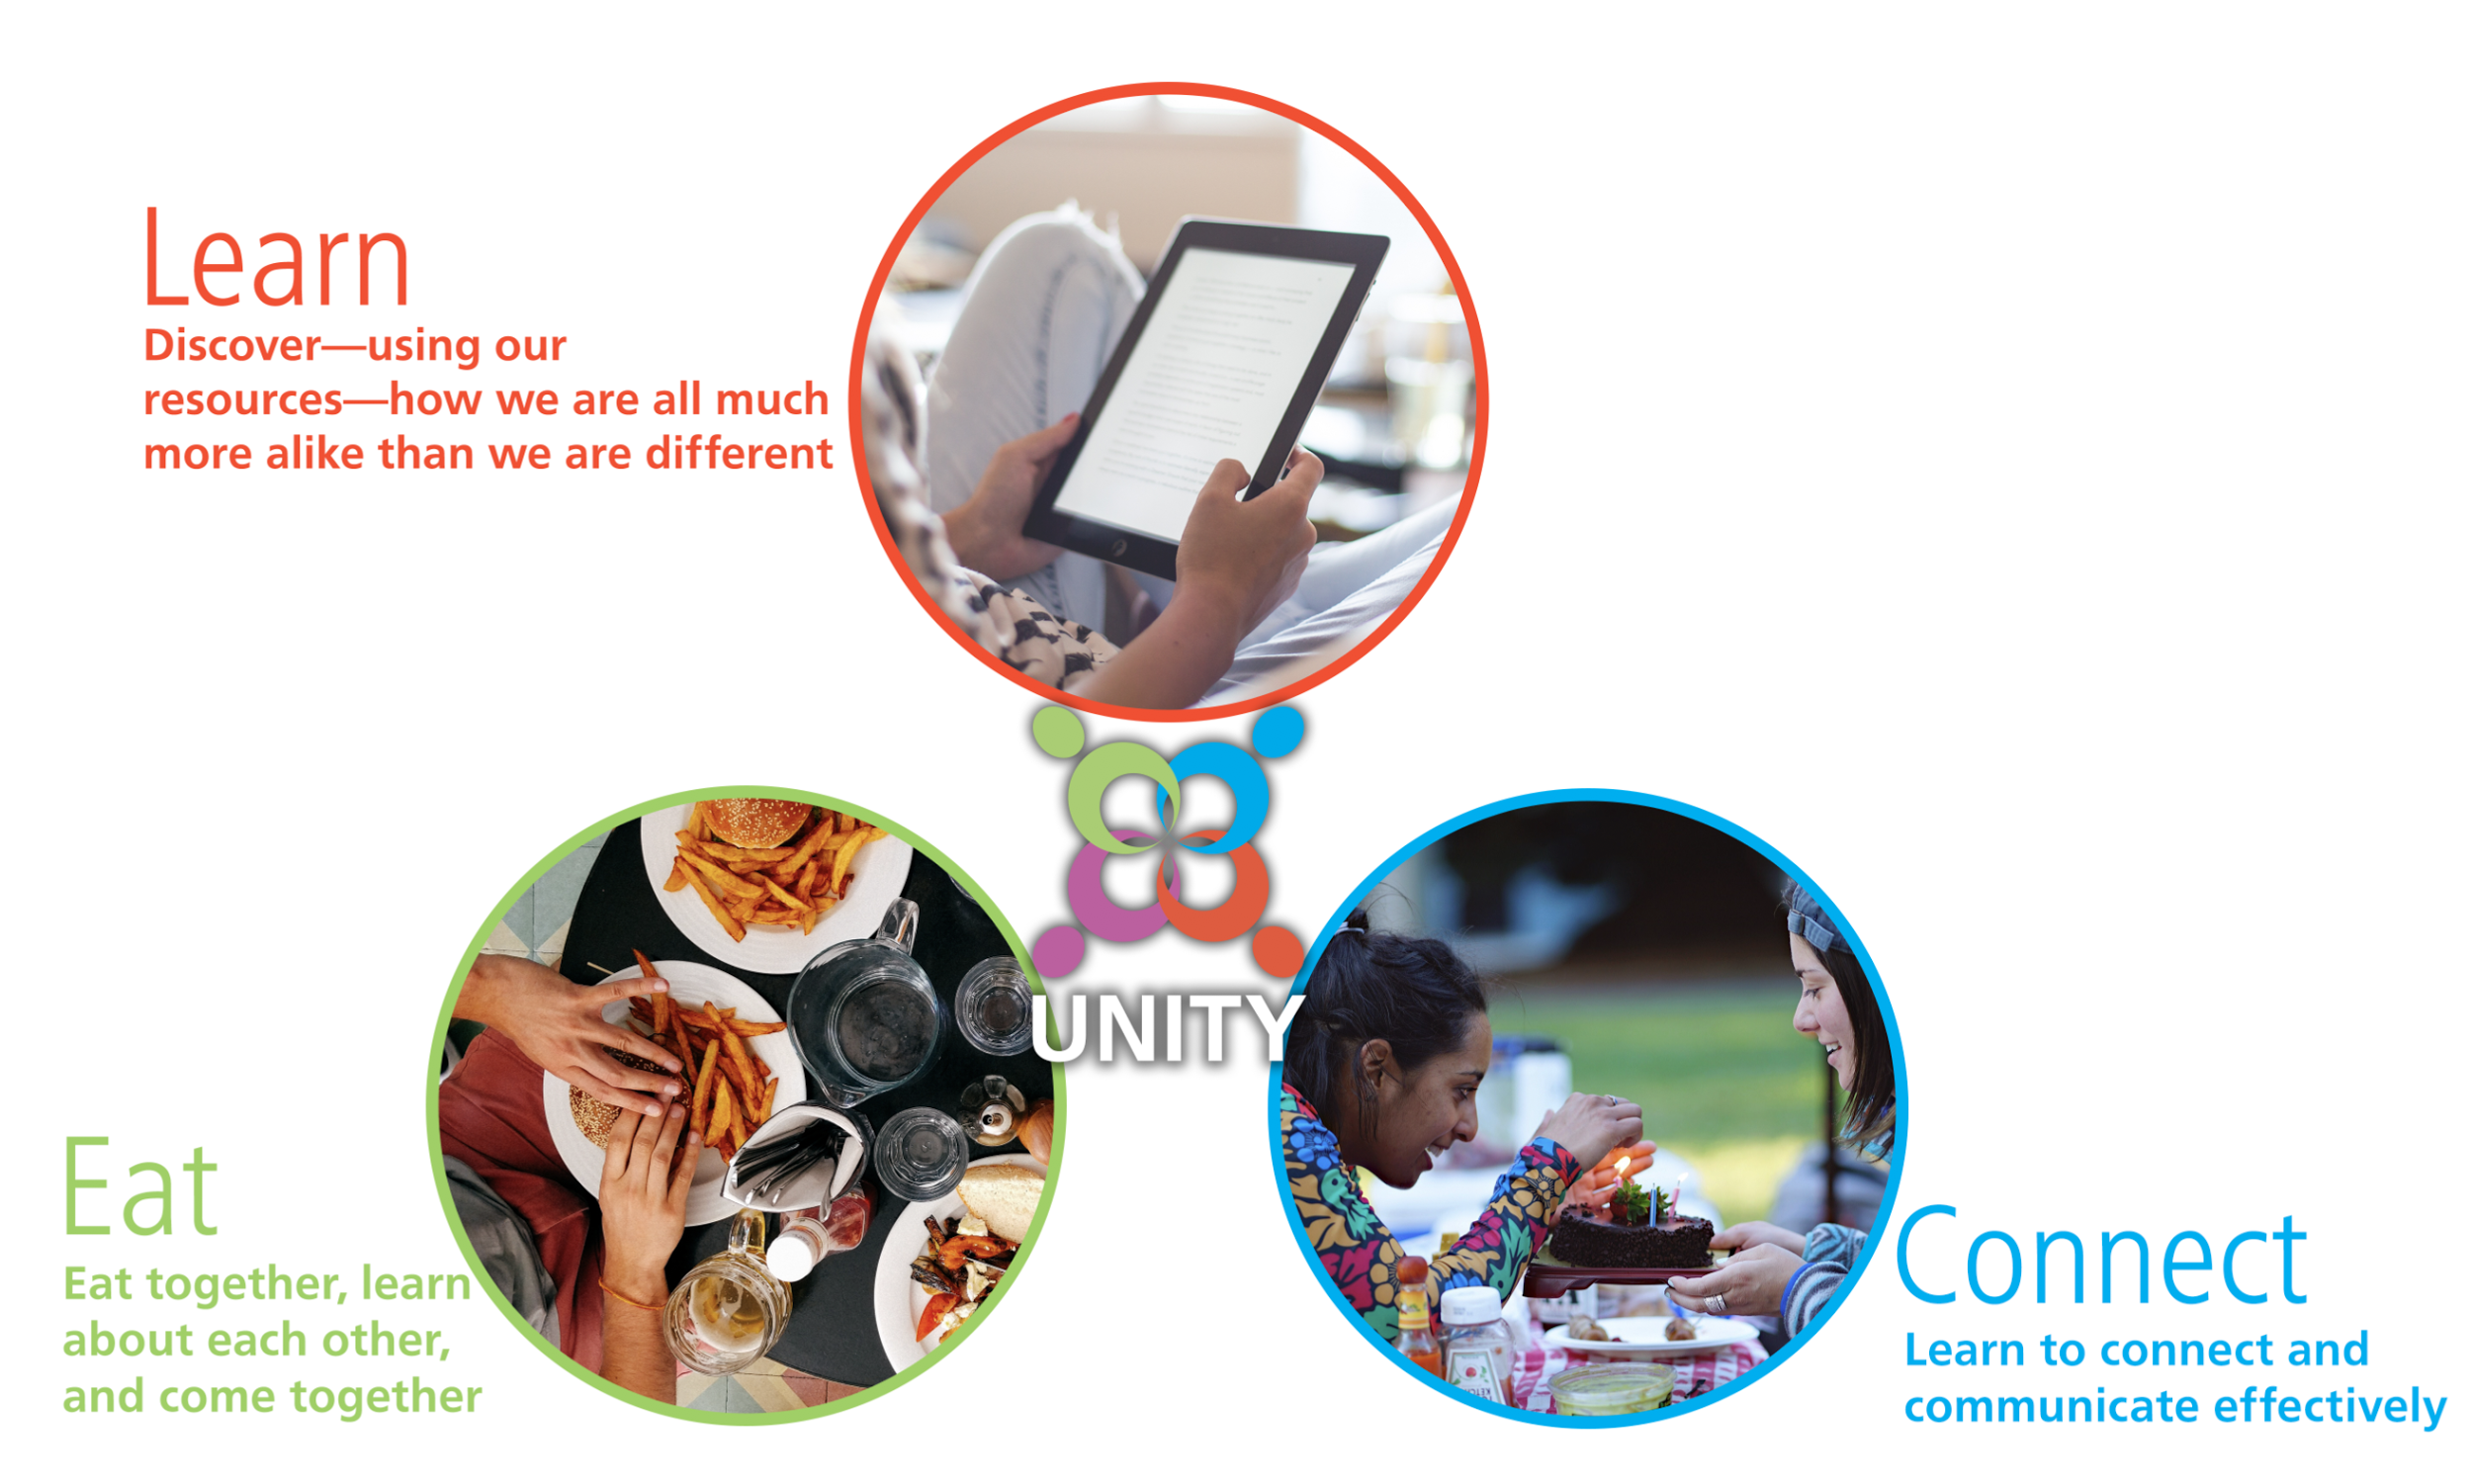 Learn
Discover—using our
resources—how we are all much
more alike than we are different
UNITY
Eat
Eat together, learn
about each other,
and come together
Connect
Learn to connect and
communicate effectively